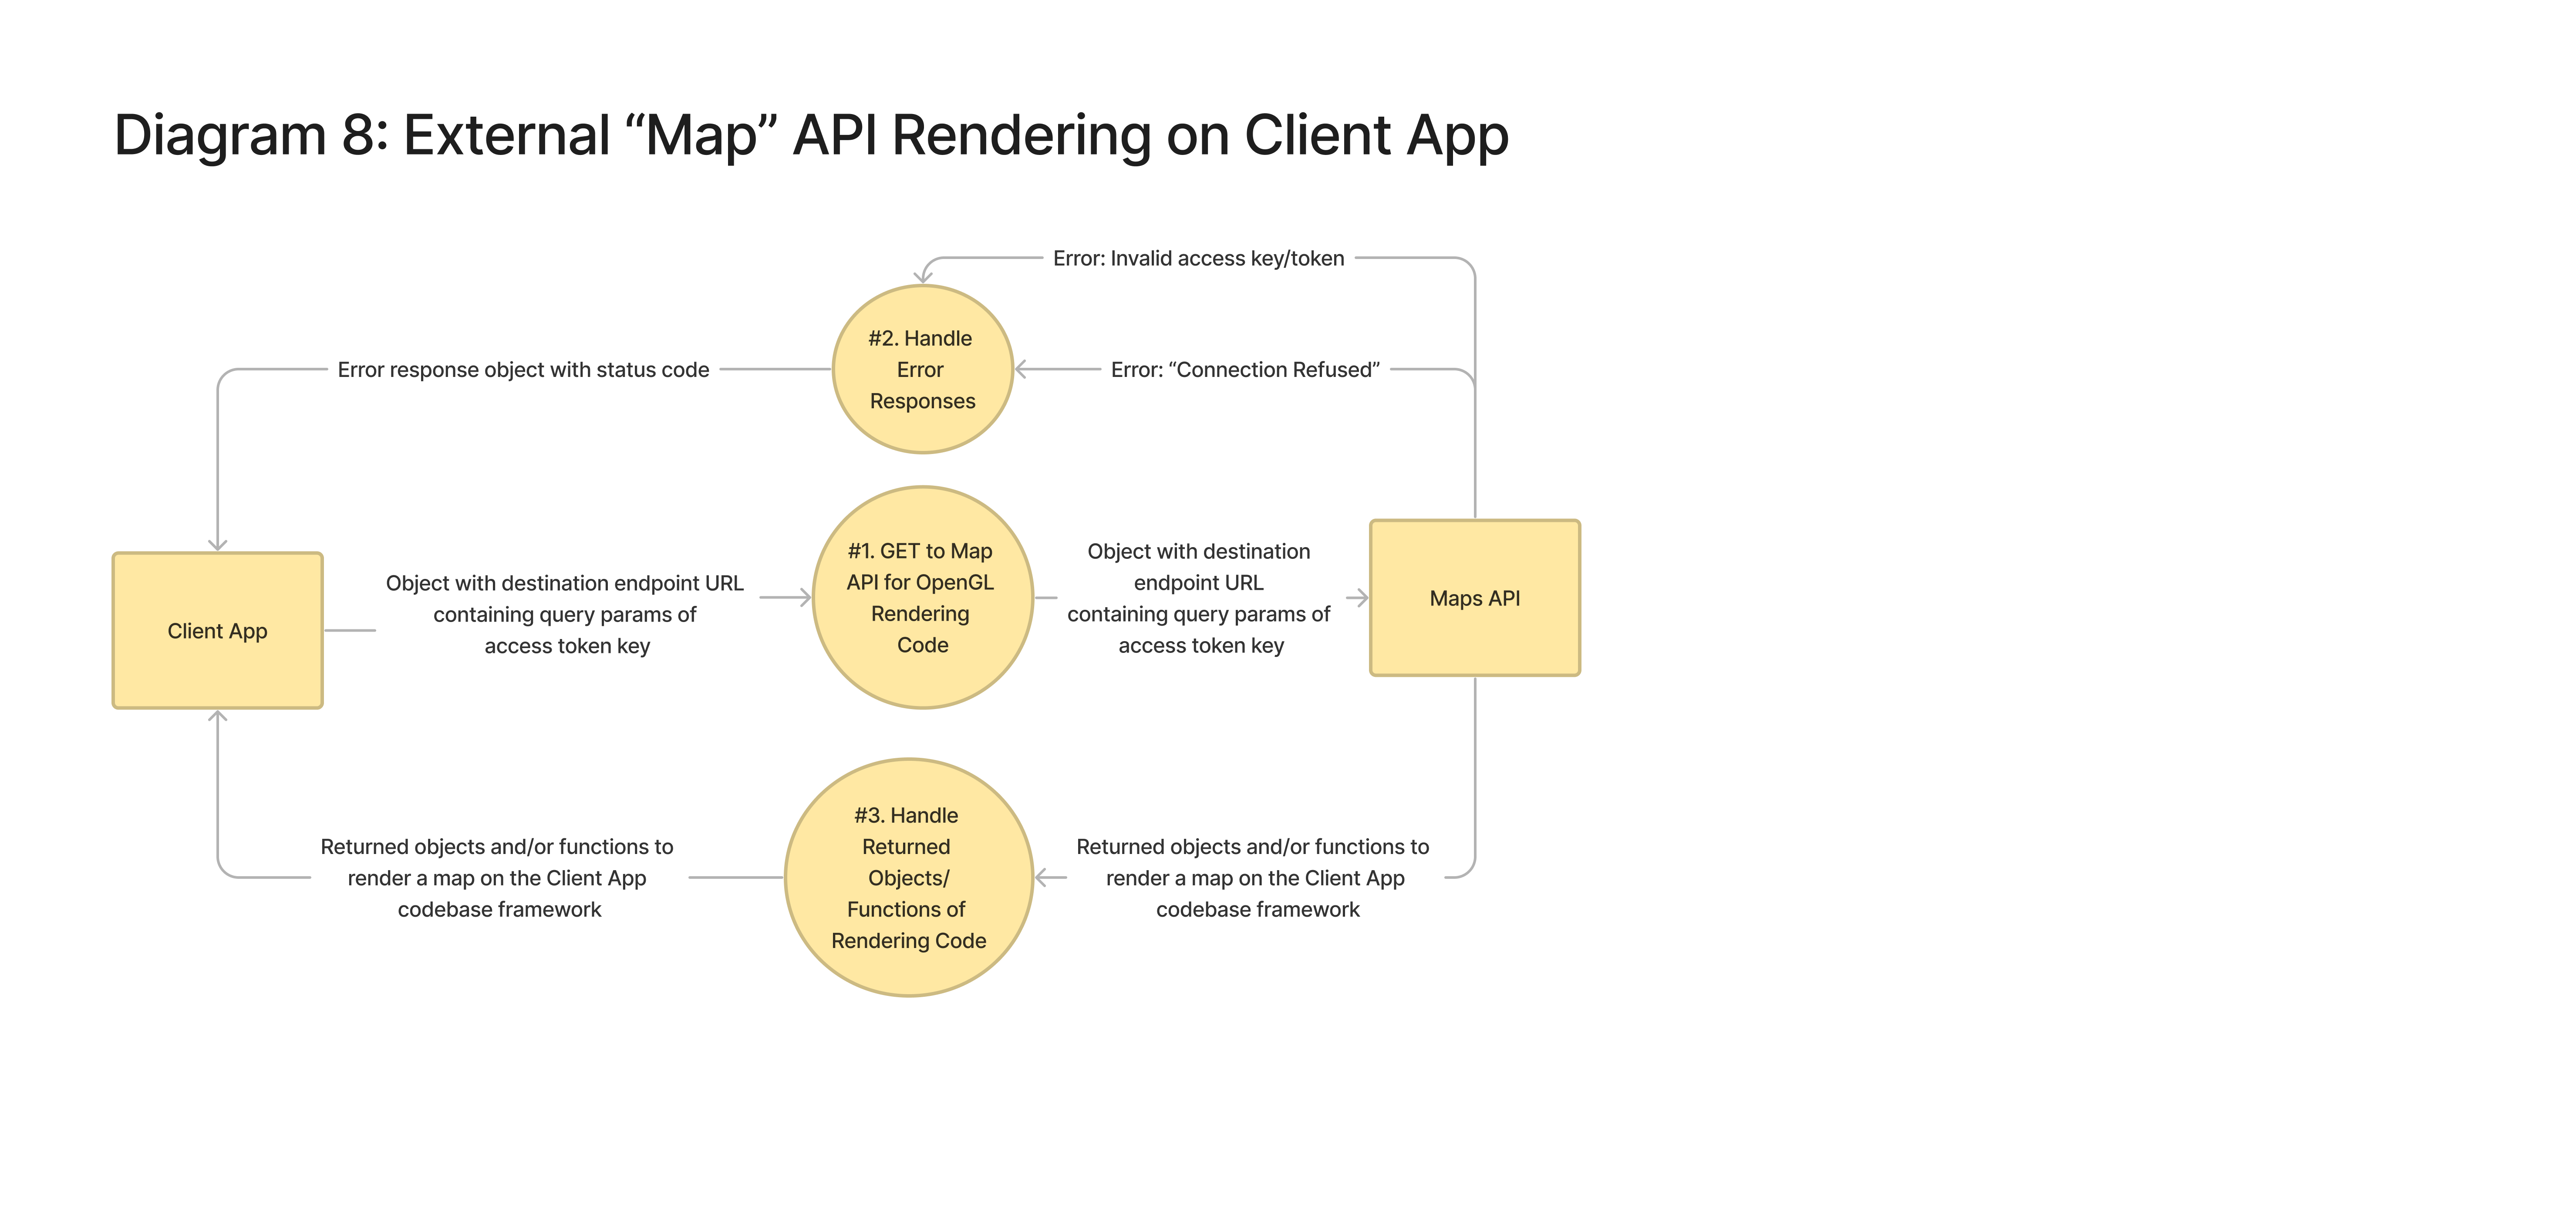 Diagram 8: External “Map” API Rendering on Client App
Error: Invalid access key/token
#2. Handle
Error
Responses
Error response object with status code
Error: “Connection Refused”
Client App
Object with destination endpoint URL
containing query params of
access token key
#1. GET to Map
API for OpenGL
Rendering
Code
Object with destination
endpoint URL
containing query params of
access token key
Maps API
Returned objects and/or functions to
render a map on the Client App
codebase framework
#3. Handle
Returned
Objects/
Functions of
Rendering Code
Returned objects and/or functions to
render a map on the Client App
codebase framework